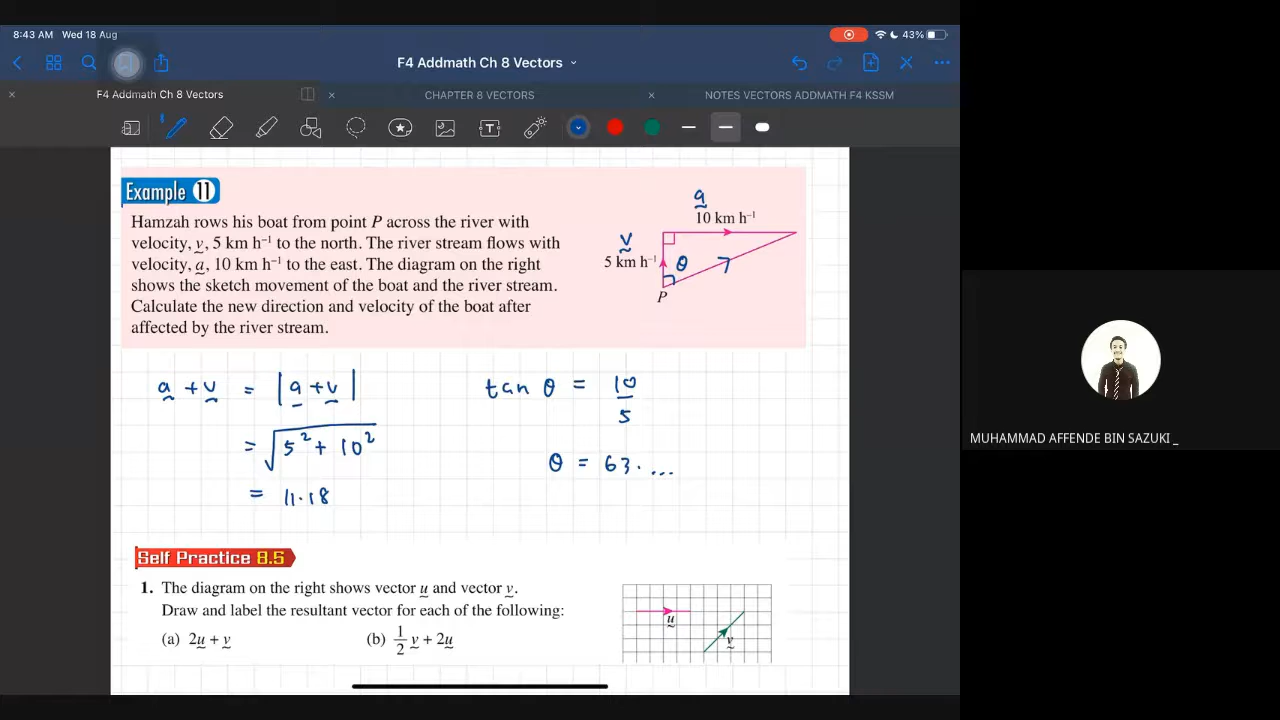 8:43 AM Wed 18 Aug
43%
F4 Addmath Ch 8 Vectors
F4 Addmath Ch 8 Vectors
CHAPTER 8 VECTORS
NOTES VECTORS ADDMATH F4 KSSM
Example 11
Hamzah rows his boat from point P across the river with
velocity, v, 5 km h⁻¹ to the north. The river stream flows with
velocity, a, 10 km h⁻¹ to the east. The diagram on the right
shows the sketch movement of the boat and the river stream.
Calculate the new direction and velocity of the boat after
affected by the river stream.
a
10 km h⁻¹
v
5 km h⁻¹
θ
P
a + v = |a + v|
= √5² + 10²
= 11.18
tan θ = 10/5
θ = 63. ...
Self Practice 8.5
1. The diagram on the right shows vector u and vector v.
Draw and label the resultant vector for each of the following:
(a) 2u + v (b) 1/2 v + 2u
u
v
MUHAMMAD AFFENDE BIN SAZUKI _